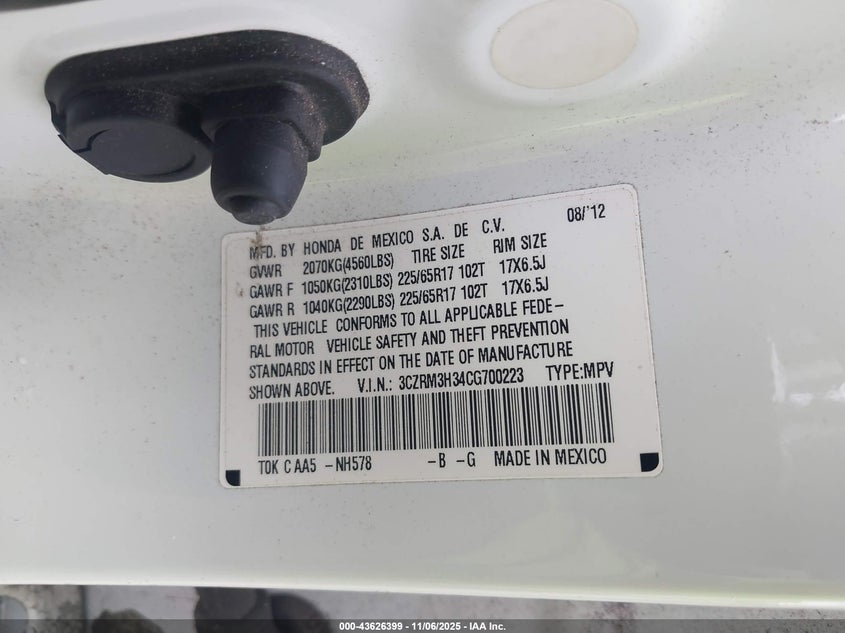 MFD. BY HONDA DE MEXICO S.A. DE C.V. 08/'12
GVWR 2070KG(4560LBS) TIRE SIZE RIM SIZE
GAWR F 1050KG(2310LBS) 225/65R17 102T 17X6.5J
GAWR R 1040KG(2290LBS) 225/65R17 102T 17X6.5J
THIS VEHICLE CONFORMS TO ALL APPLICABLE FEDE-
RAL MOTOR VEHICLE SAFETY AND THEFT PREVENTION
STANDARDS IN EFFECT ON THE DATE OF MANUFACTURE
SHOWN ABOVE. V.I.N.: 3CZRM3H34CG700223 TYPE:MPV
T0K C AA5 -NH578 -B -G MADE IN MEXICO
000-43626399 - 11/06/2025 - IAA Inc.